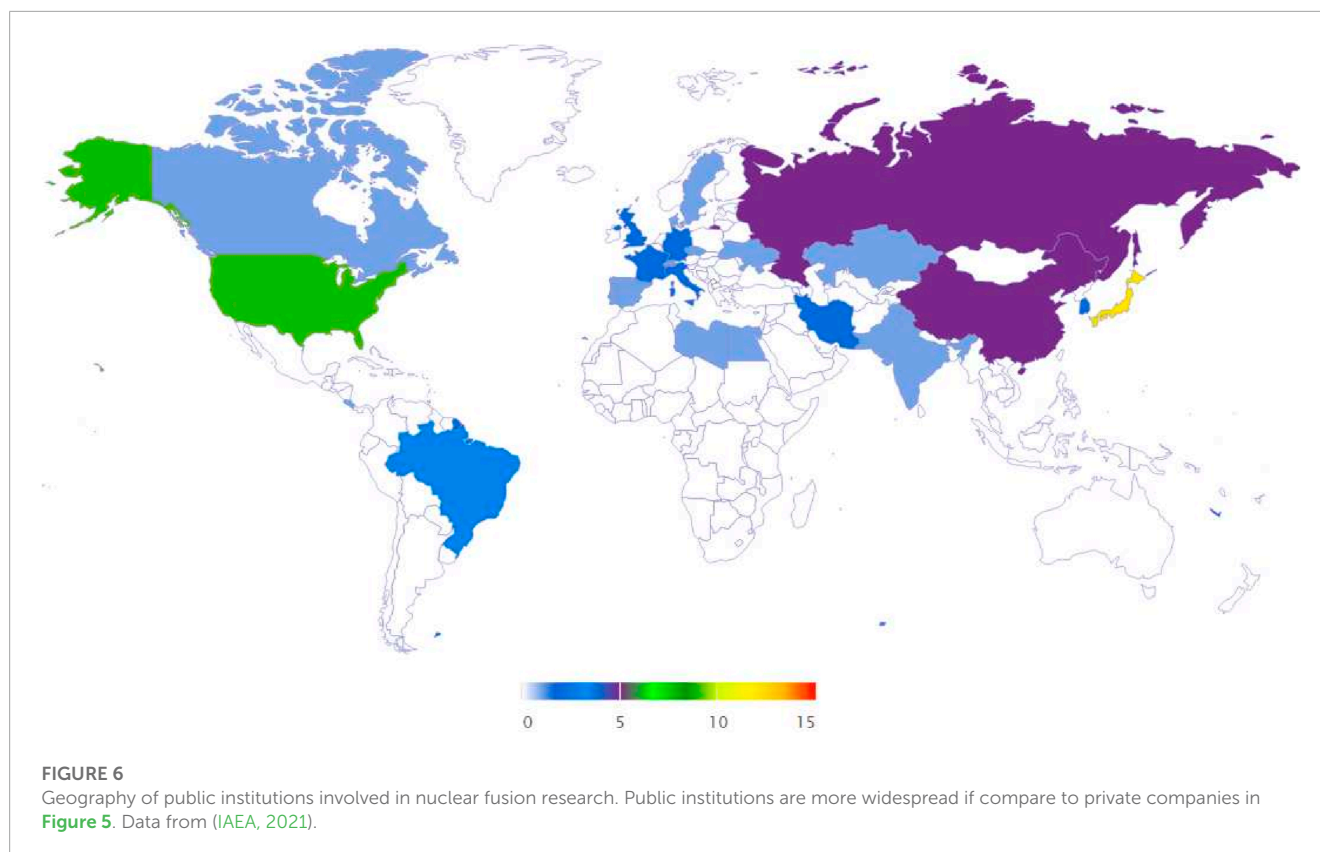 0 5 10 15
FIGURE 6
Geography of public institutions involved in nuclear fusion research. Public institutions are more widespread if compare to private companies in
Figure 5. Data from (IAEA, 2021).